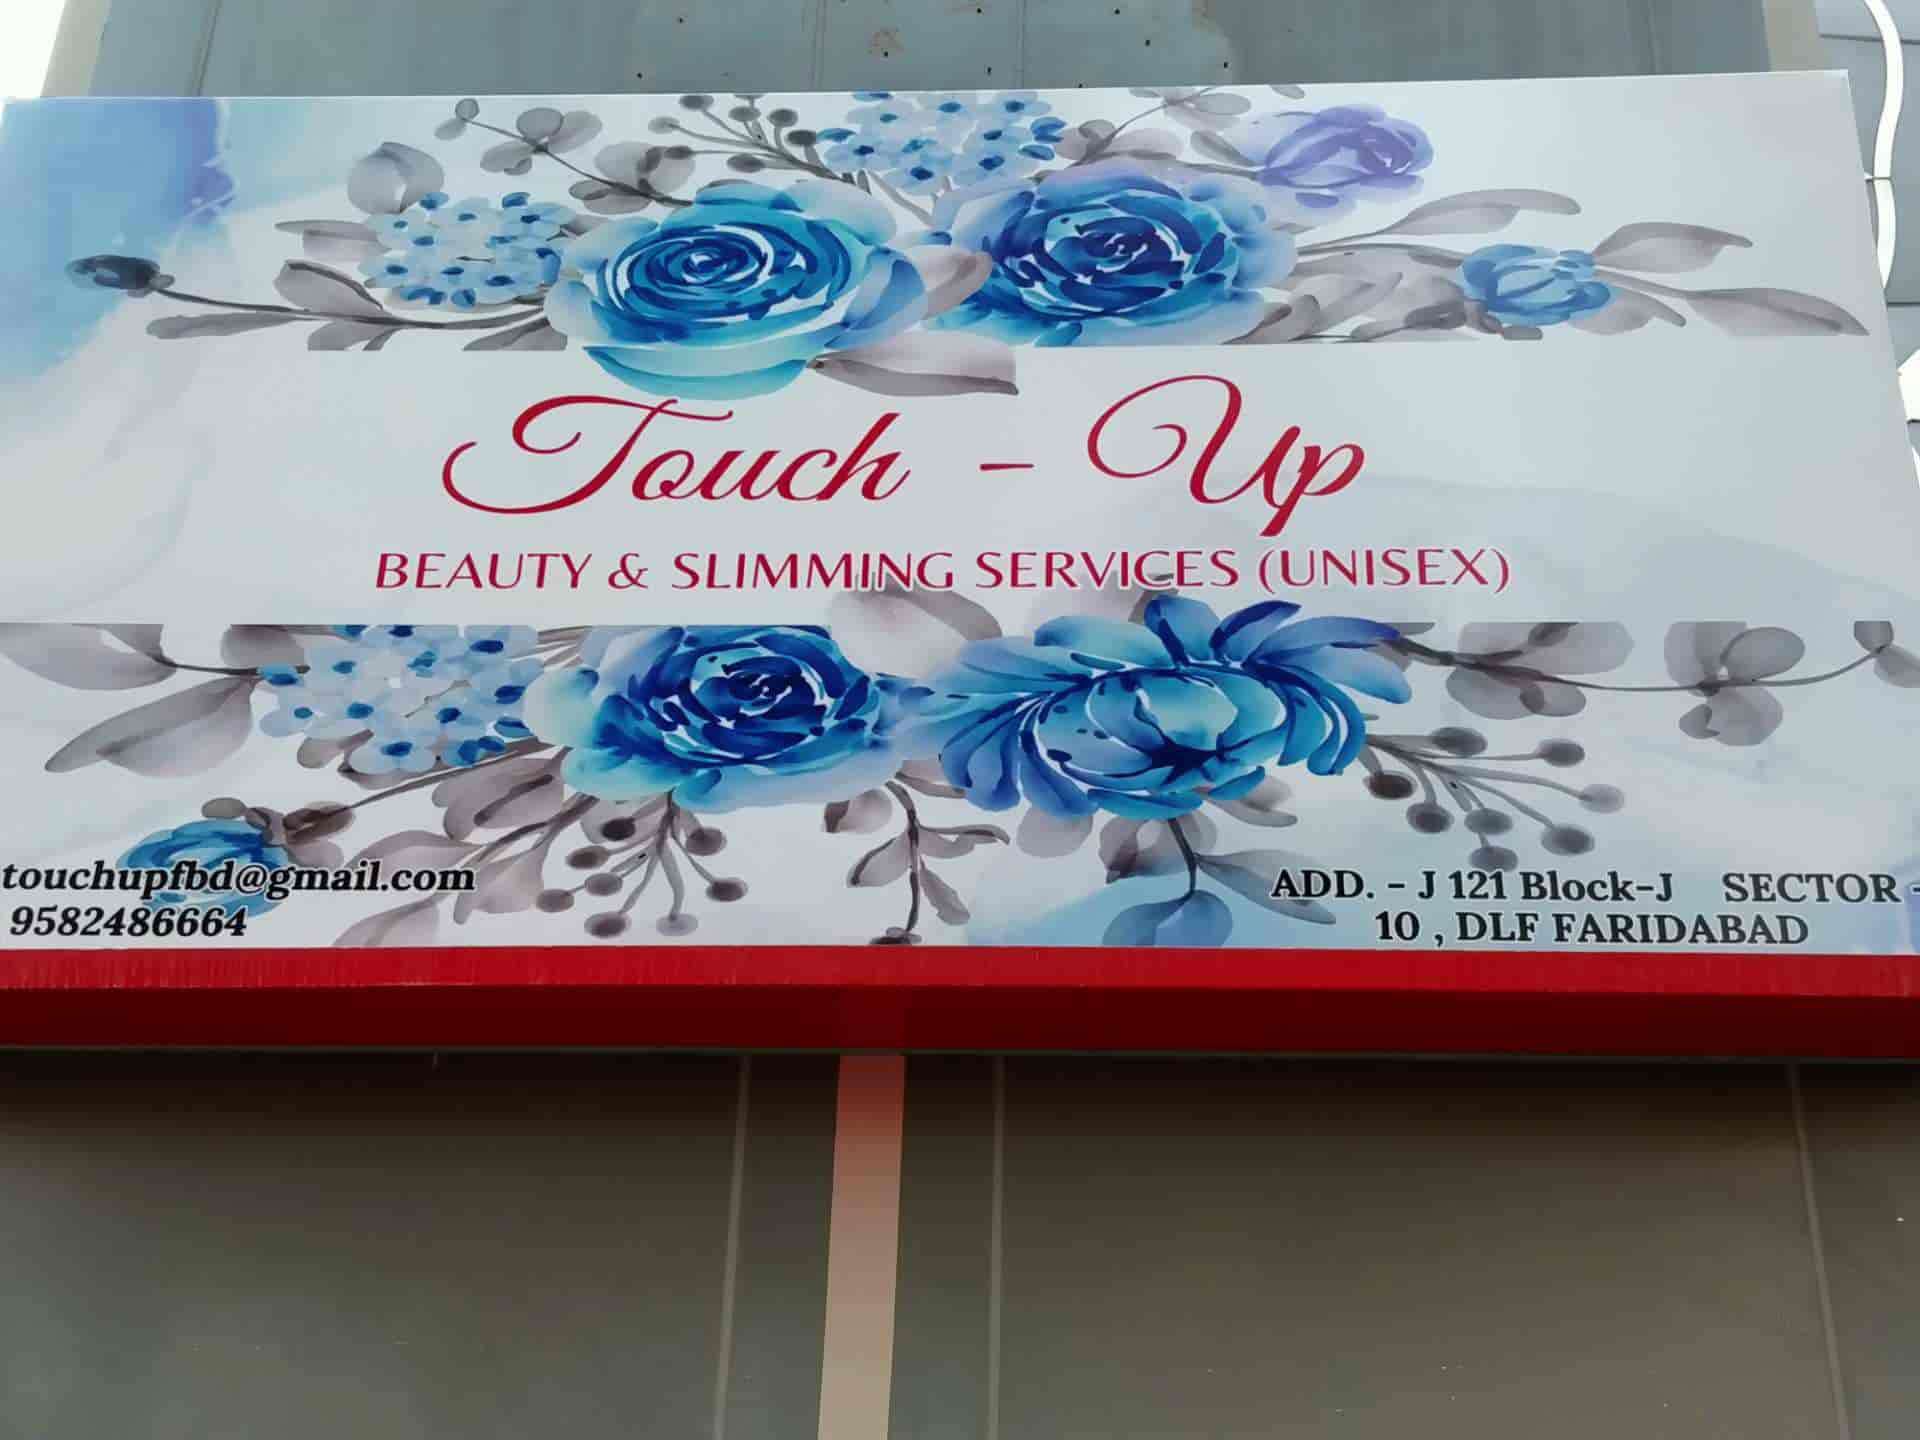 Touch - Up
BEAUTY & SLIMMING SERVICES (UNISEX)
touchupfbd@gmail.com
9582486664
ADD. - J 121 Block-J SECTOR -
10 , DLF FARIDABAD